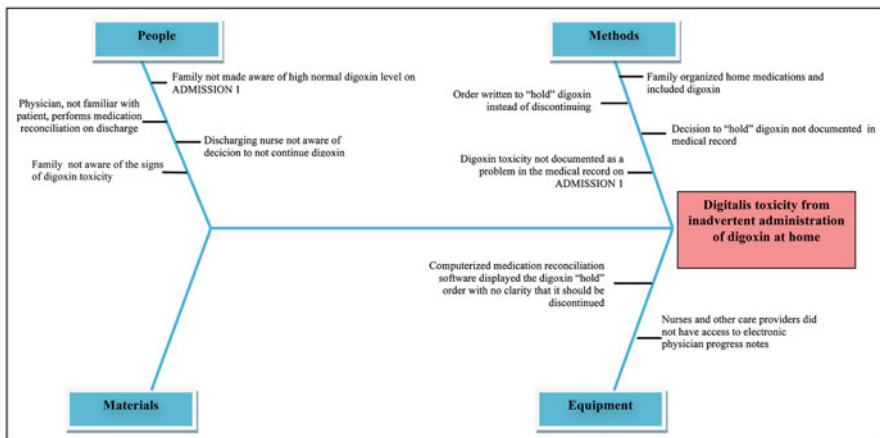 People
Methods
Family not made aware of high normal digoxin level on
ADMISSION 1
Physician, not familiar with
patient, performs medication
reconciliation on discharge
Discharging nurse not aware of
decision to not continue digoxin
Family  not aware of the signs
of digoxin toxicity
Family organized home medications and
included digoxin
Order written to “hold” digoxin
instead of discontinuing
Decision to “hold” digoxin not documented  in
medical record
Digoxin toxicity not documented as a
problem in the medical record on
ADMISSION 1
Digitalis toxicity from
inadvertent administration
of digoxin at home
Computerized medication reconciliation
software displayed the digoxin “hold”
order with no clarity that it should be
discontinued
Nurses and other care providers did
not have access to electronic
physician progress notes
Materials
Equipment